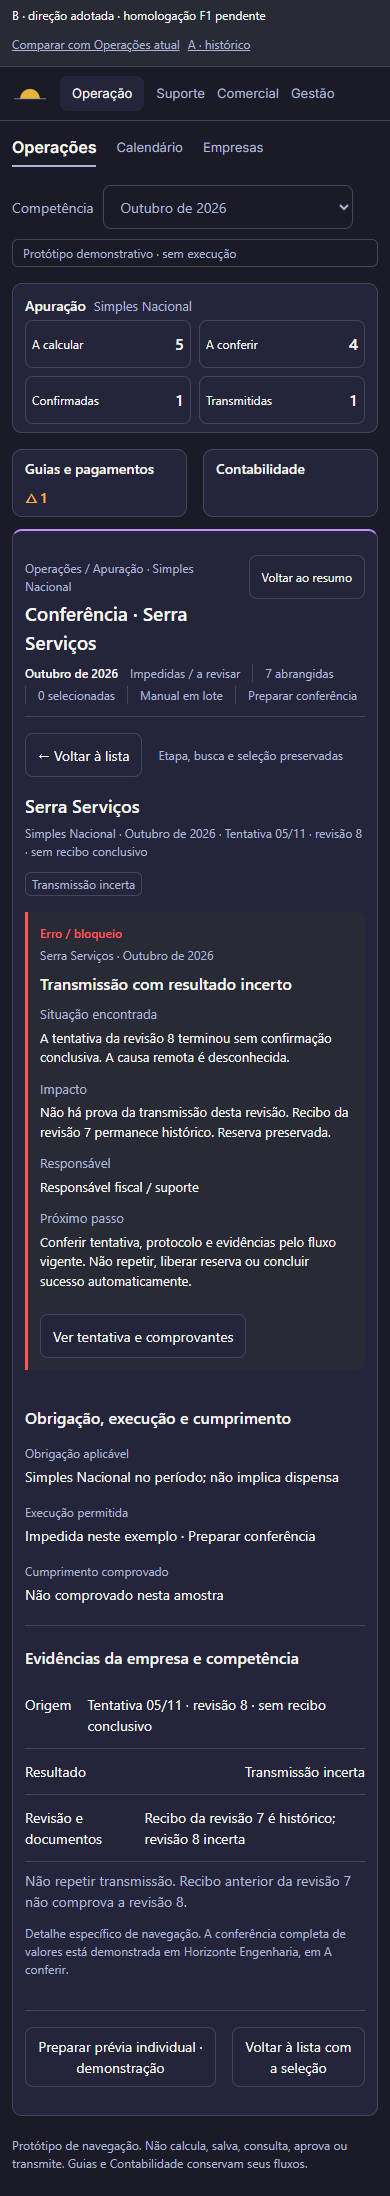 B · direção adotada · homologação F1 pendente
Comparar com Operações atual A · histórico
Operação Suporte Comercial Gestão
Operações Calendário Empresas
Competência Outubro de 2026
Protótipo demonstrativo · sem execução
Apuração Simples Nacional
A calcular 5 A conferir 4
Confirmadas 1 Transmitidas 1
Guias e pagamentos Contabilidade
△ 1
Operações / Apuração · Simples
Nacional
Voltar ao resumo
Conferência · Serra
Serviços
Outubro de 2026 Impedidas / a revisar 7 abrangidas
0 selecionadas Manual em lote Preparar conferência
← Voltar à lista Etapa, busca e seleção preservadas
Serra Serviços
Simples Nacional · Outubro de 2026 · Tentativa 05/11 · revisão 8
· sem recibo conclusivo
Transmissão incerta
Erro / bloqueio
Serra Serviços · Outubro de 2026
Transmissão com resultado incerto
Situação encontrada
A tentativa da revisão 8 terminou sem confirmação
conclusiva. A causa remota é desconhecida.
Impacto
Não há prova da transmissão desta revisão. Recibo da
revisão 7 permanece histórico. Reserva preservada.
Responsável
Responsável fiscal / suporte
Próximo passo
Conferir tentativa, protocolo e evidências pelo fluxo
vigente. Não repetir, liberar reserva ou concluir
sucesso automaticamente.
Ver tentativa e comprovantes
Obrigação, execução e cumprimento
Obrigação aplicável
Simples Nacional no período; não implica dispensa
Execução permitida
Impedida neste exemplo · Preparar conferência
Cumprimento comprovado
Não comprovado nesta amostra
Evidências da empresa e competência
Origem Tentativa 05/11 · revisão 8 · sem recibo
conclusivo
Resultado Transmissão incerta
Revisão e
documentos
Recibo da revisão 7 é histórico;
revisão 8 incerta
Não repetir transmissão. Recibo anterior da revisão 7
não comprova a revisão 8.
Detalhe específico de navegação. A conferência completa de
valores está demonstrada em Horizonte Engenharia, em A
conferir.
Preparar prévia individual ·
demonstração
Voltar à lista com
a seleção
Protótipo de navegação. Não calcula, salva, consulta, aprova ou
transmite. Guias e Contabilidade conservam seus fluxos.